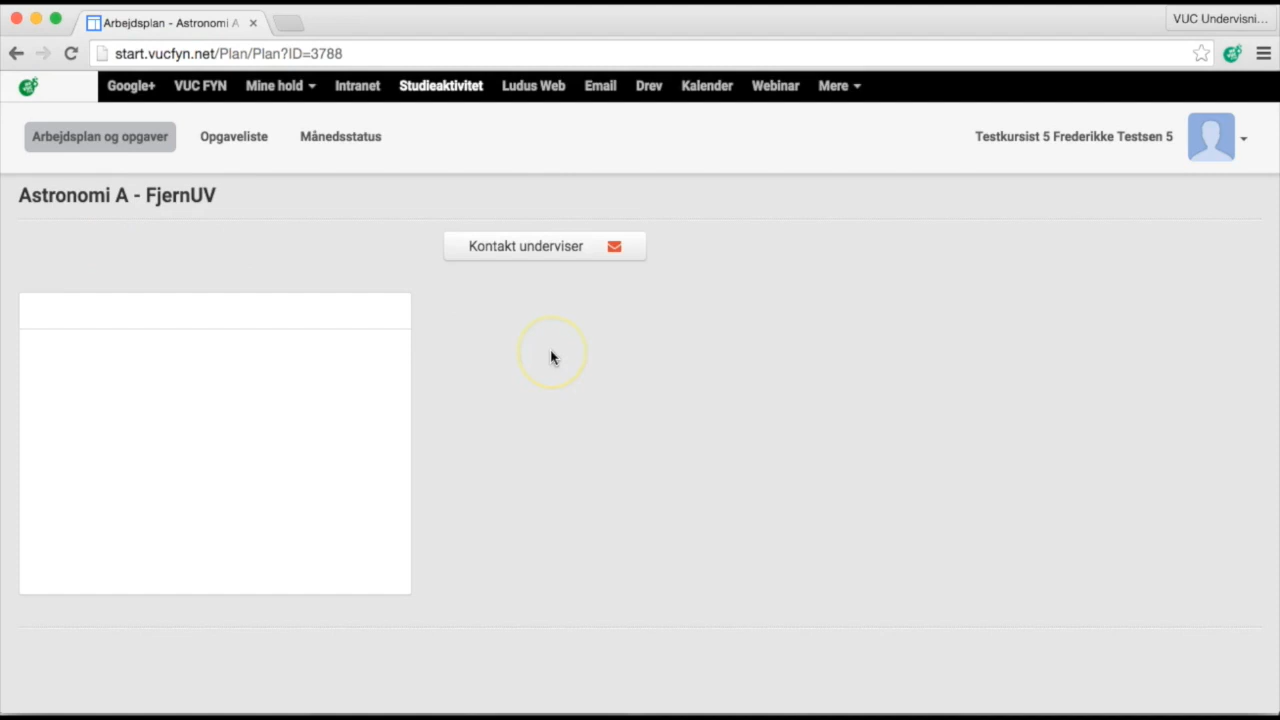 Arbejdsplan - Astronomi A
VUC Undervisni...
start.vucfyn.net/Plan/Plan?ID=3788
Google+ VUC FYN Mine hold Intranet Studieaktivitet Ludus Web Email Drev Kalender Webinar Mere
Arbejdsplan og opgaver Opgaveliste Månedsstatus Testkursist 5 Frederikke Testsen 5
Astronomi A - FjernUV
Kontakt underviser